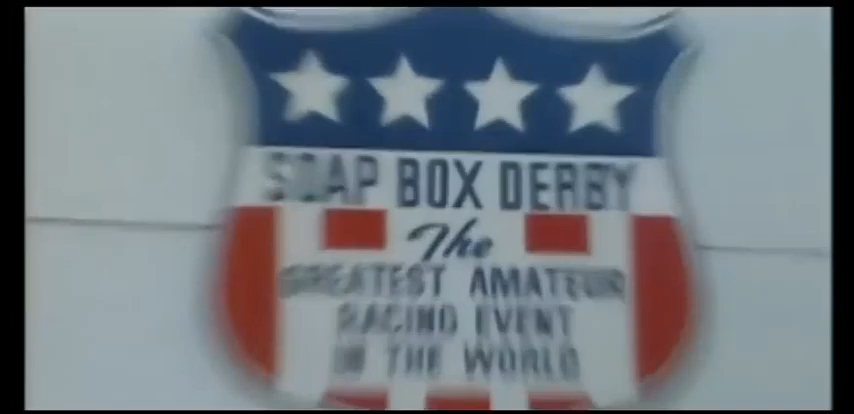 SOAP BOX DERBY
The
GREATEST AMATEUR
RACING EVENT
IN THE WORLD